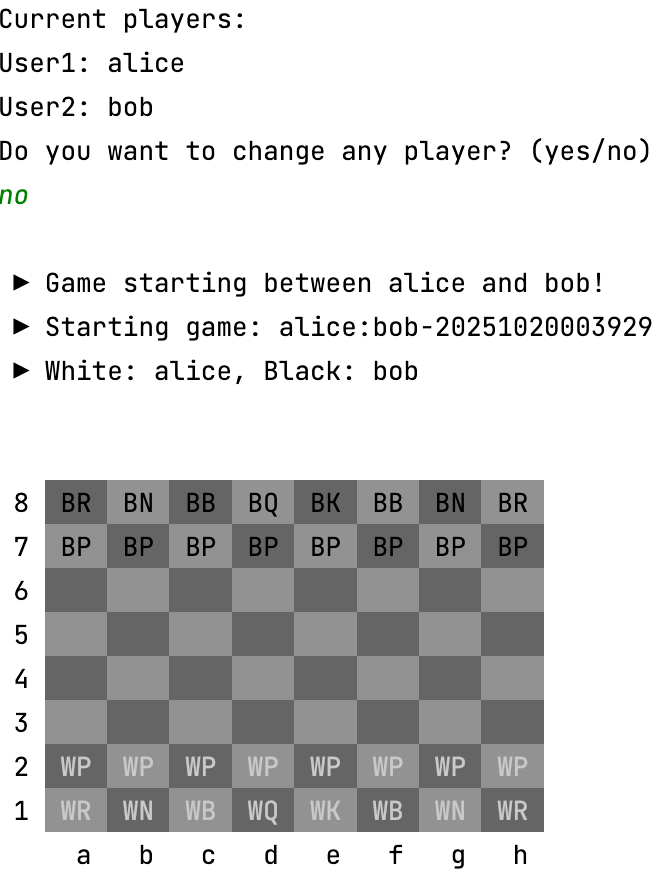 Current players:
User1: alice
User2: bob
Do you want to change any player? (yes/no)
no
► Game starting between alice and bob!
► Starting game: alice:bob-20251020003929
► White: alice, Black: bob
8 BR BN BB BQ BK BB BN BR
7 BP BP BP BP BP BP BP BP
6
5
4
3
2 WP WP WP WP WP WP WP WP
1 WR WN WB WQ WK WB WN WR
a b c d e f g h